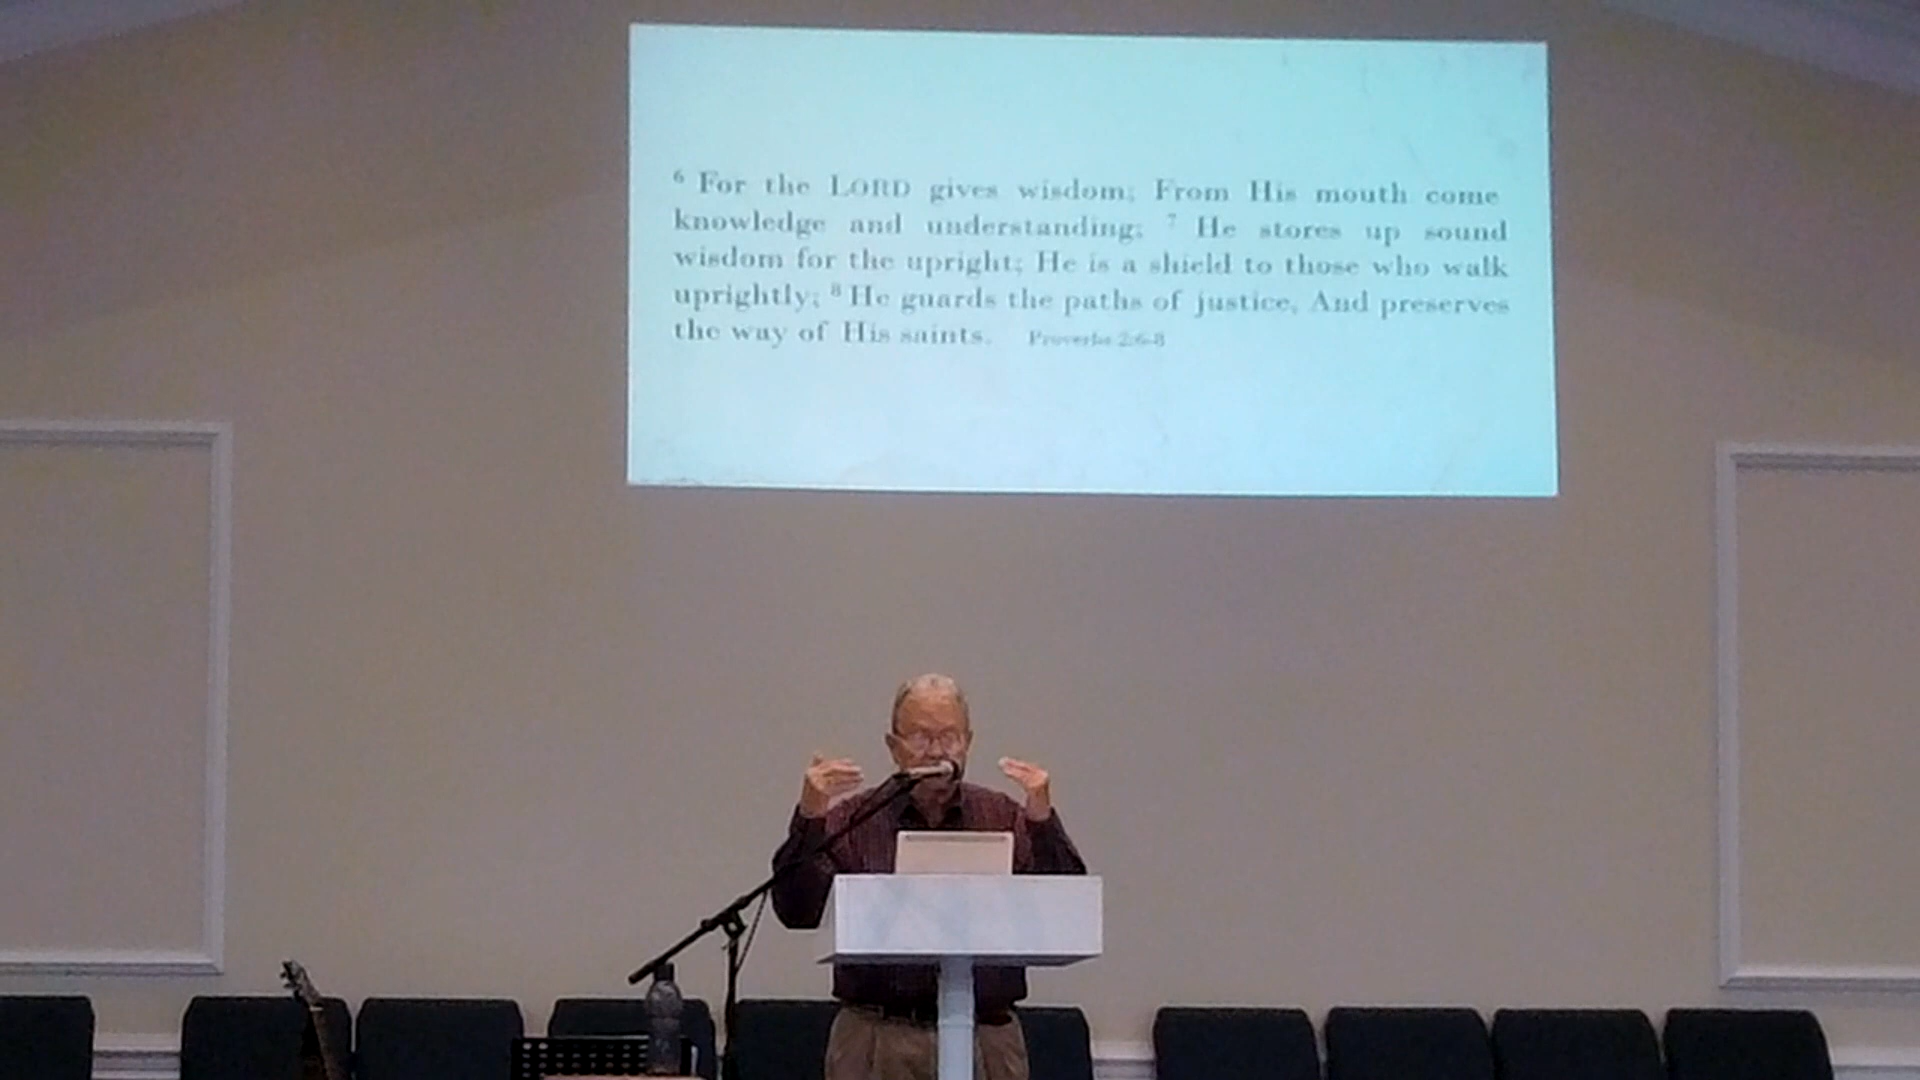 ⁶ For the LORD gives wisdom; From His mouth come
knowledge and understanding; ⁷ He stores up sound
wisdom for the upright; He is a shield to those who walk
uprightly; ⁸ He guards the paths of justice, And preserves
the way of His saints. Proverbs 2:6-8